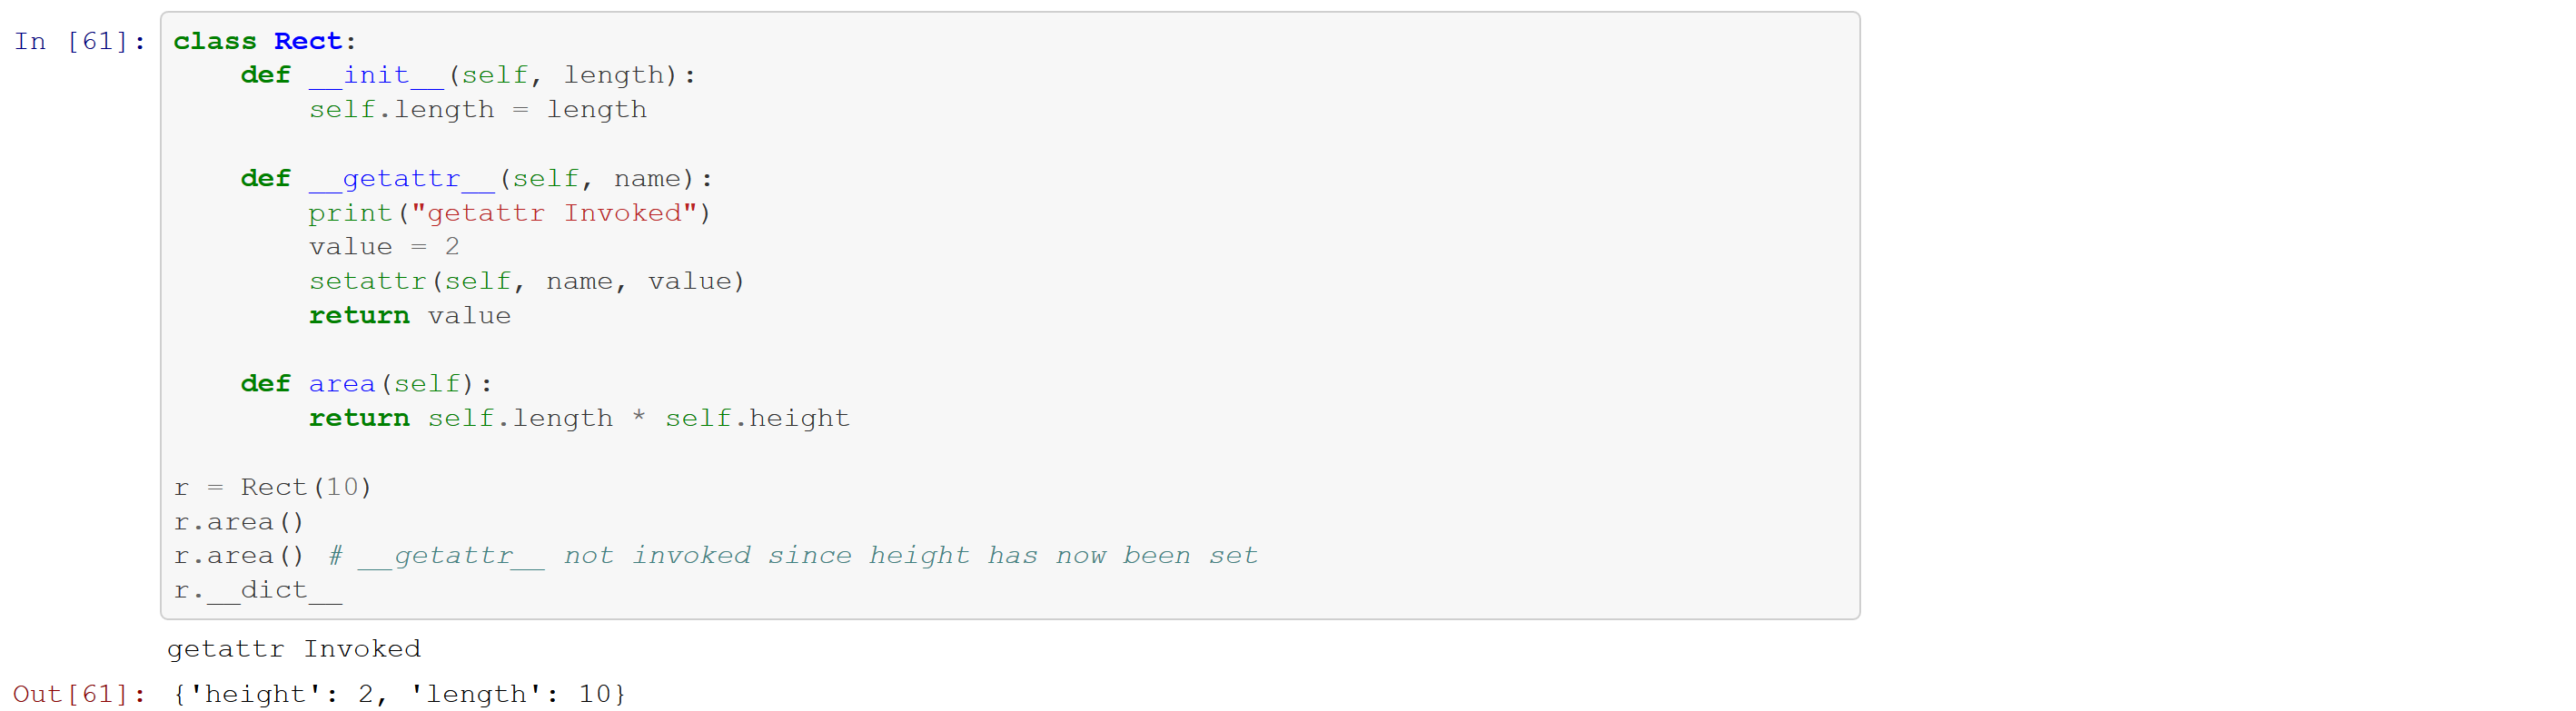 In [61]: class Rect:
    def __init__(self, length):
        self.length = length
    def __getattr__(self, name):
        print("getattr Invoked")
        value = 2
        setattr(self, name, value)
        return value
    def area(self):
        return self.length * self.height
r = Rect(10)
r.area()
r.area() # __getattr__ not invoked since height has now been set
r.__dict__
getattr Invoked
Out[61]: {'height': 2, 'length': 10}